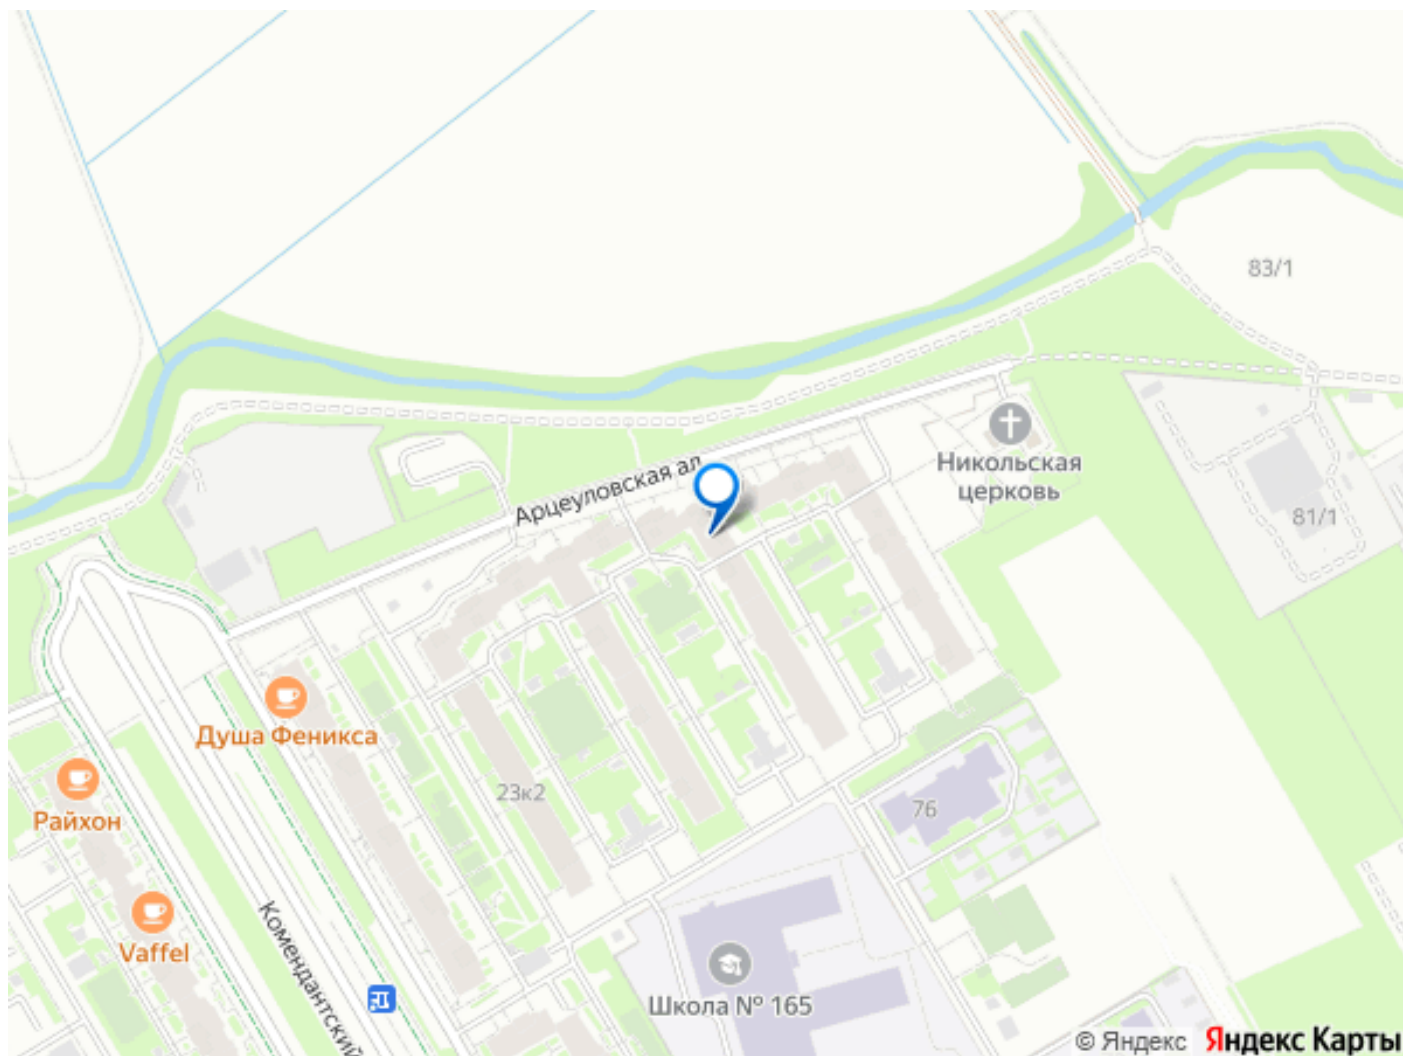 83/1
Никольская
церковь
Арцеуловская ал.
81/1
Душа Феникса
23к2
76
Райхон
Vaffel
Комендантский
Школа № 165
© Яндекс Яндекс Карты